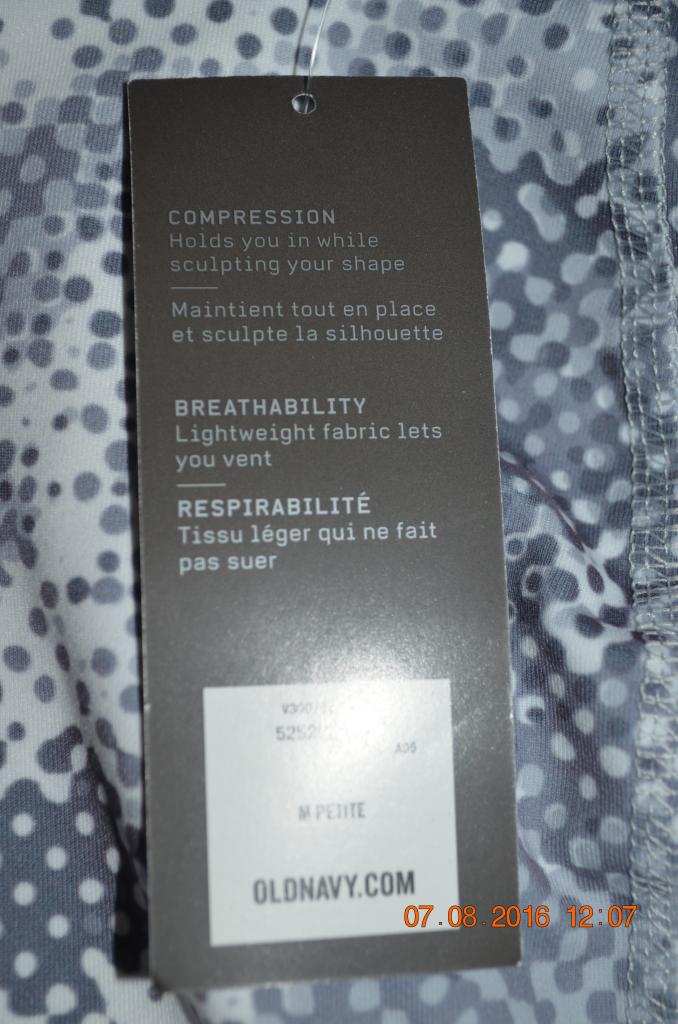 COMPRESSION
Holds you in while
sculpting your shape
Maintient tout en place
et sculpte la silhouette
BREATHABILITY
Lightweight fabric lets
you vent
RESPIRABILITÉ
Tissu léger qui ne fait
pas suer
A05
M PETITE
OLDNAVY.COM
07.08.2016 12:07